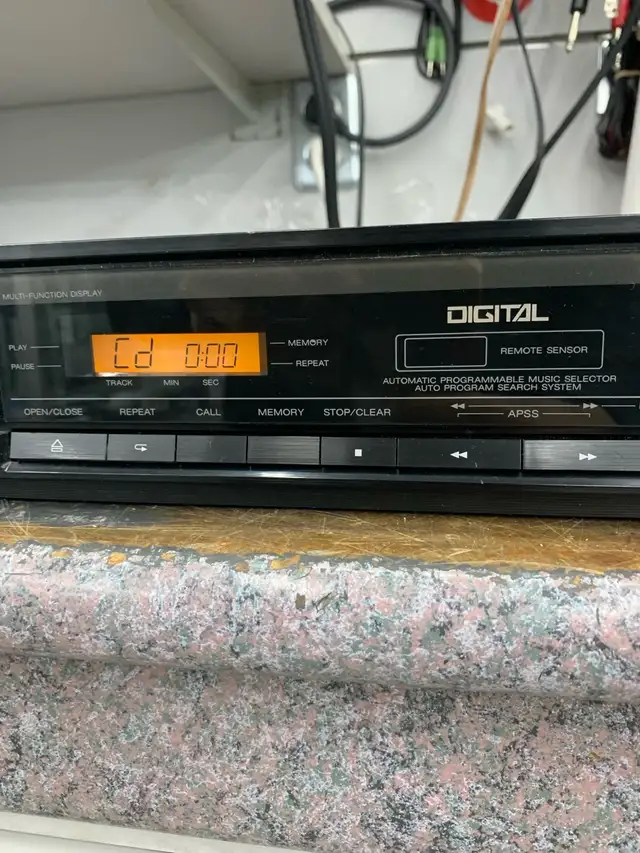 MULTI-FUNCTION DISPLAY
DIGITAL
PLAY
PAUSE
Cd 0:00
MEMORY
REPEAT
TRACK MIN SEC
REMOTE SENSOR
AUTOMATIC PROGRAMMABLE MUSIC SELECTOR
AUTO PROGRAM SEARCH SYSTEM
OPEN/CLOSE REPEAT CALL MEMORY STOP/CLEAR APSS